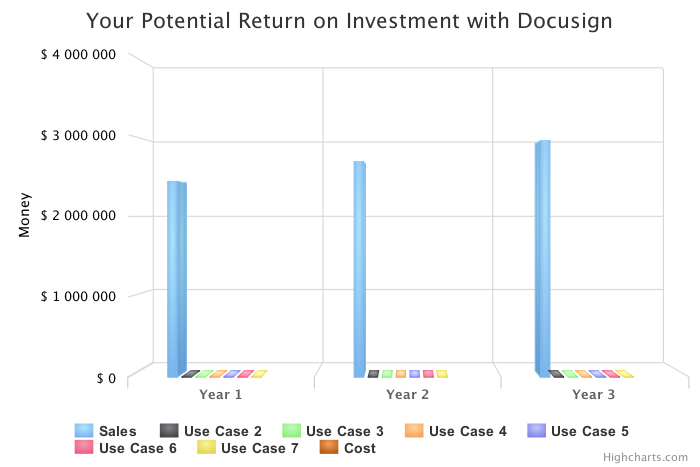 Your Potential Return on Investment with Docusign
$ 4 000 000
$ 3 000 000
$ 2 000 000
$ 1 000 000
$ 0
Money
Year 1
Year 2
Year 3
Sales
Use Case 2
Use Case 3
Use Case 4
Use Case 5
Use Case 6
Use Case 7
Cost
Highcharts.com